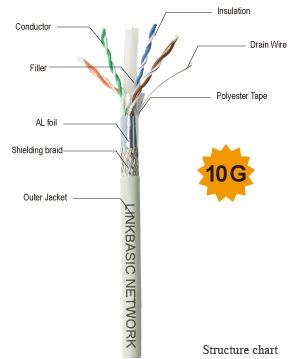 Insulation
Conductor
Drain Wire
Filler
Polyester Tape
AL foil
Shielding braid
10G
Outer Jacket
LINKBASIC NETWORK
Structure chart